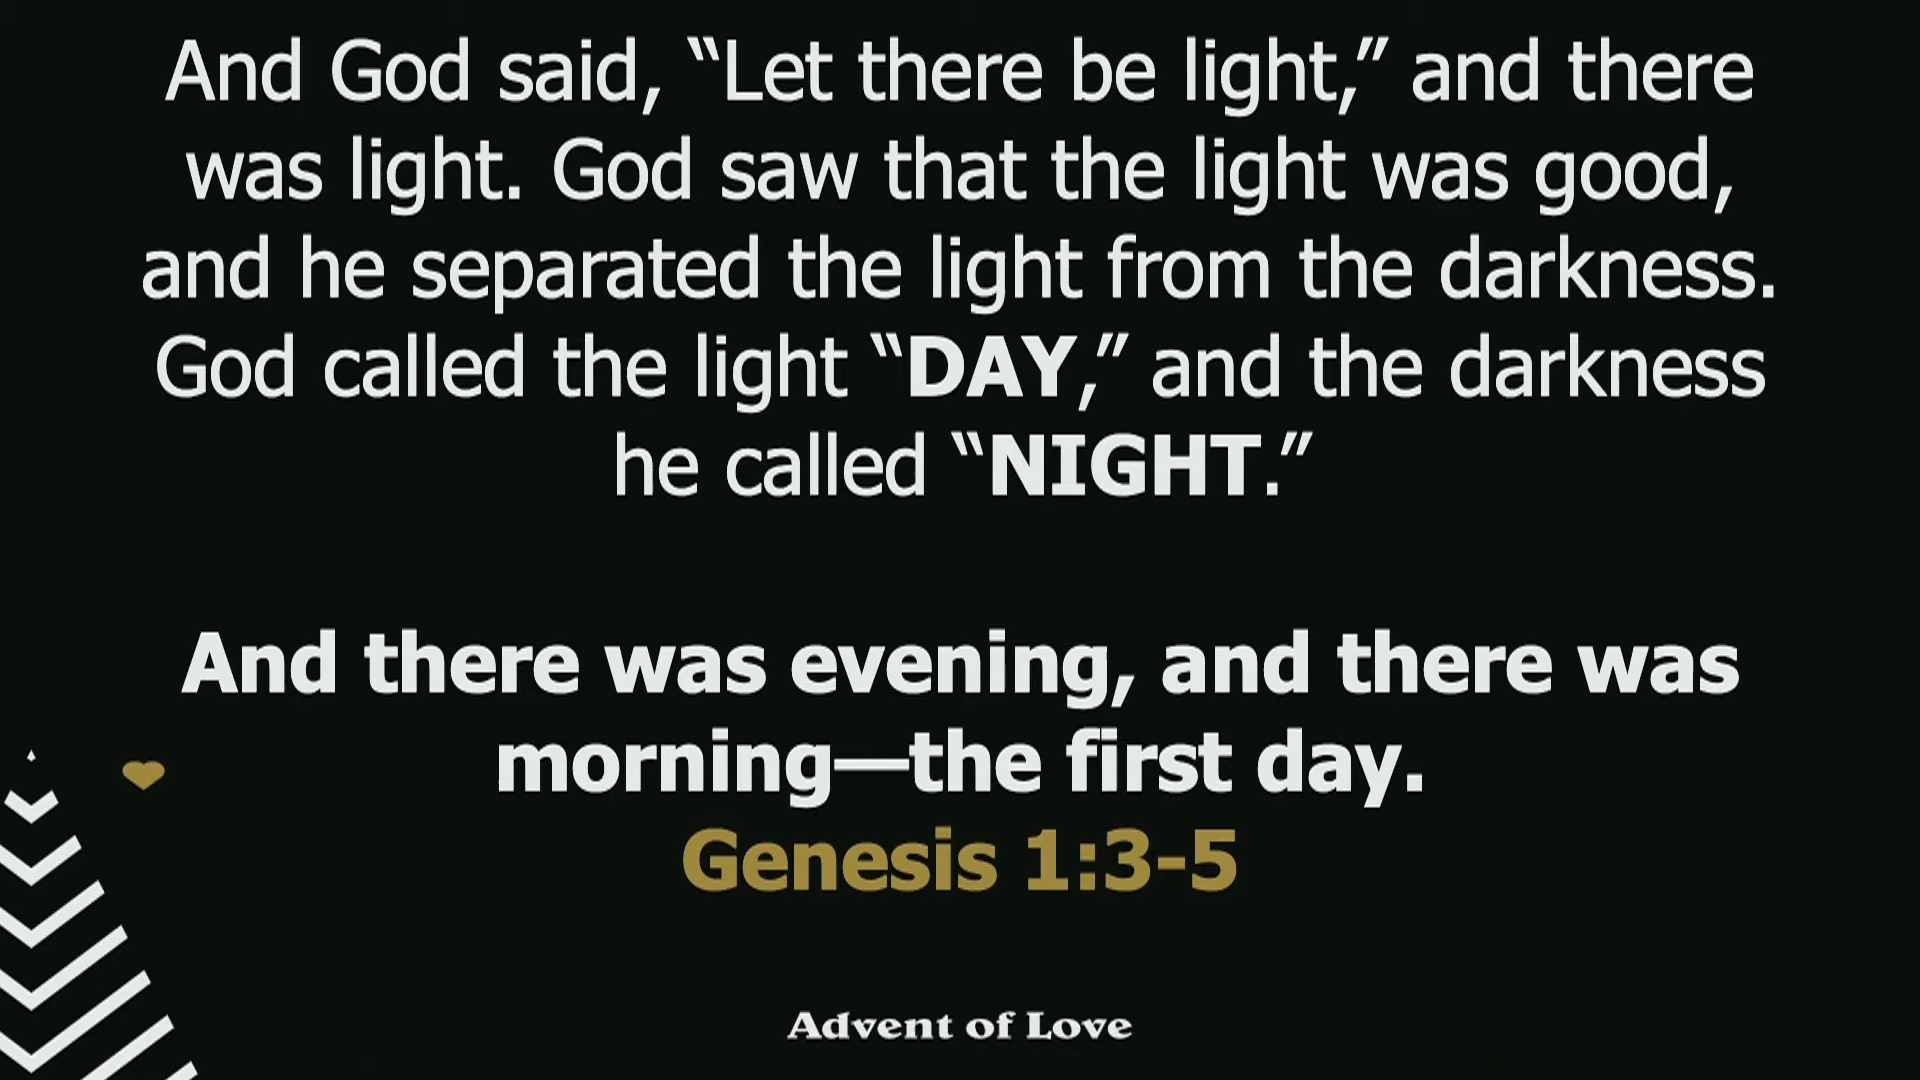 And God said, “Let there be light,” and there
was light. God saw that the light was good,
and he separated the light from the darkness.
God called the light “DAY,” and the darkness
he called “NIGHT.”
And there was evening, and there was
morning—the first day.
Genesis 1:3-5
Advent of Love